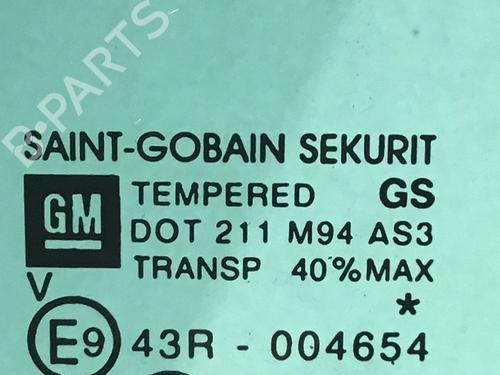 B-PARTS
SAINT-GOBAIN SEKURIT
GM TEMPERED GS
DOT 211 M94 AS3
TRANSP 40%MAX
V *
E9 43R - 004654